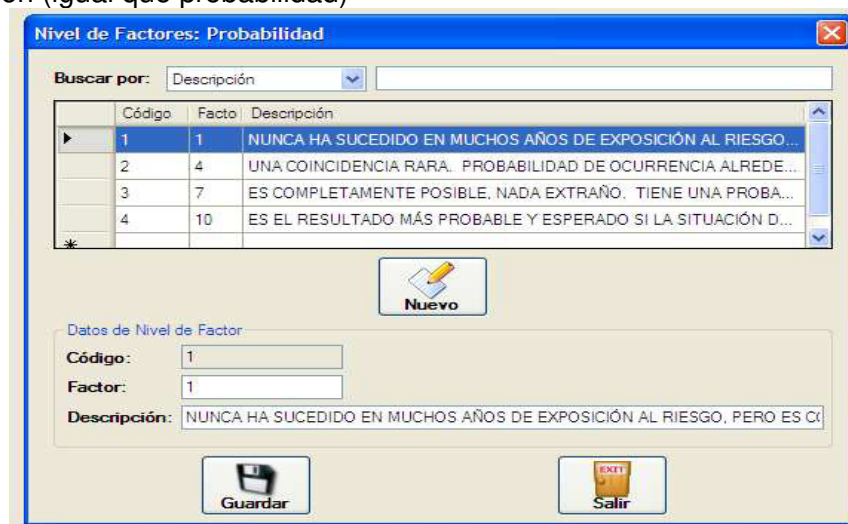 ón (igual que probabilidad)
Nivel de Factores: Probabilidad
Buscar por: Descripción
Código Facto Descripción
1 1 NUNCA HA SUCEDIDO EN MUCHOS AÑOS DE EXPOSICIÓN AL RIESGO...
2 4 UNA COINCIDENCIA RARA. PROBABILIDAD DE OCURRENCIA ALREDE...
3 7 ES COMPLETAMENTE POSIBLE, NADA EXTRAÑO. TIENE UNA PROBA...
4 10 ES EL RESULTADO MÁS PROBABLE Y ESPERADO SI LA SITUACIÓN D...
Nuevo
Datos de Nivel de Factor
Código: 1
Factor: 1
Descripción: NUNCA HA SUCEDIDO EN MUCHOS AÑOS DE EXPOSICIÓN AL RIESGO, PERO ES
EXIT
Guardar Salir